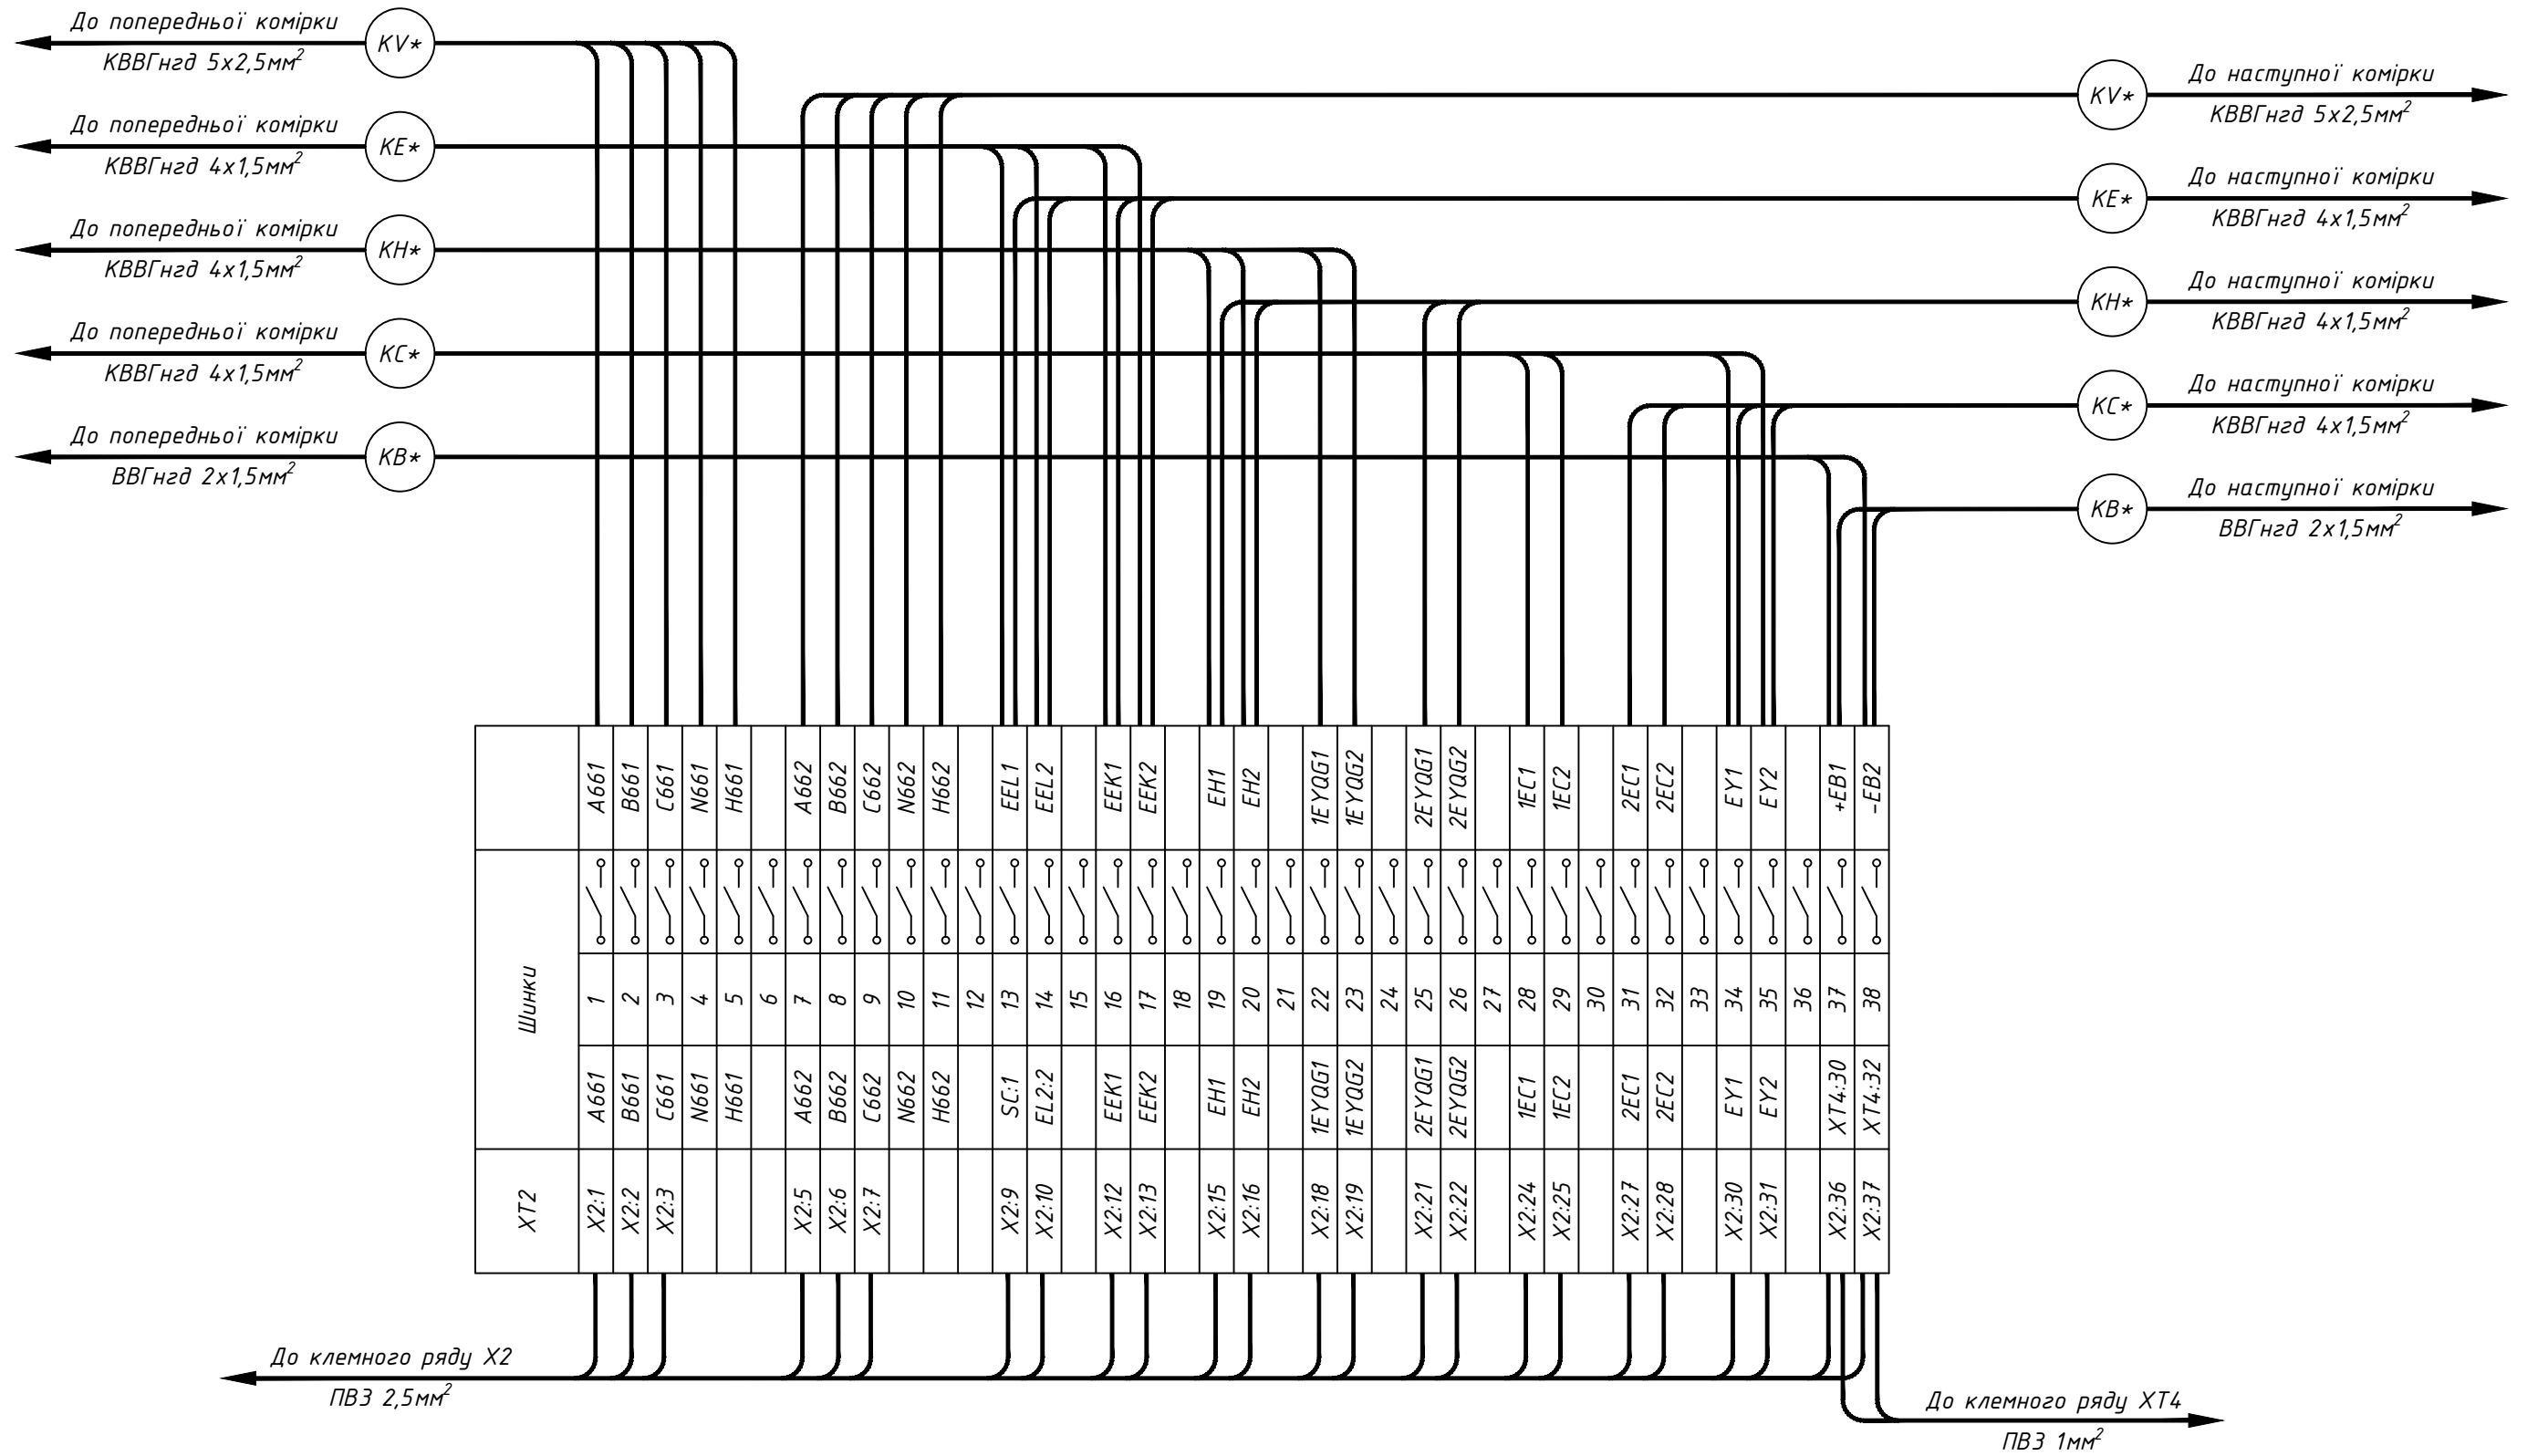 До попередньої комірки
KV*
КВВГнгд 5х2,5мм²
До наступної комірки
KV*
КВВГнгд 5х2,5мм²
До попередньої комірки
KE*
КВВГнгд 4х1,5мм²
До наступної комірки
KE*
КВВГнгд 4х1,5мм²
До попередньої комірки
KH*
КВВГнгд 4х1,5мм²
До наступної комірки
KH*
КВВГнгд 4х1,5мм²
До попередньої комірки
KC*
КВВГнгд 4х1,5мм²
До наступної комірки
KC*
КВВГнгд 4х1,5мм²
До попередньої комірки
KB*
ВВГнгд 2х1,5мм²
До наступної комірки
KB*
ВВГнгд 2х1,5мм²
A661 B661 C661 N661 H661 A662 B662 C662 N662 H662 EEL1 EEL2 EEK1 EEK2 EH1 EH2 1EYQG1 1EYQG2 2EYQG1 2EYQG2 1EC1 1EC2 2EC1 2EC2 EY1 EY2 +EB1 -EB2
Шинки
1 2 3 4 5 6 7 8 9 10 11 12 13 14 15 16 17 18 19 20 21 22 23 24 25 26 27 28 29 30 31 32 33 34 35 36 37 38
A661 B661 C661 N661 H661 A662 B662 C662 N662 H662 SC:1 EL2:2 EEK1 EEK2 EH1 EH2 1EYQG1 1EYQG2 2EYQG1 2EYQG2 1EC1 1EC2 2EC1 2EC2 EY1 EY2 XT4:30 XT4:32
XT2
X2:1 X2:2 X2:3 X2:5 X2:6 X2:7 X2:9 X2:10 X2:12 X2:13 X2:15 X2:16 X2:18 X2:19 X2:21 X2:22 X2:24 X2:25 X2:27 X2:28 X2:30 X2:31 X2:36 X2:37
До клемного ряду X2
ПВ3 2,5мм²
До клемного ряду XT4
ПВ3 1мм²